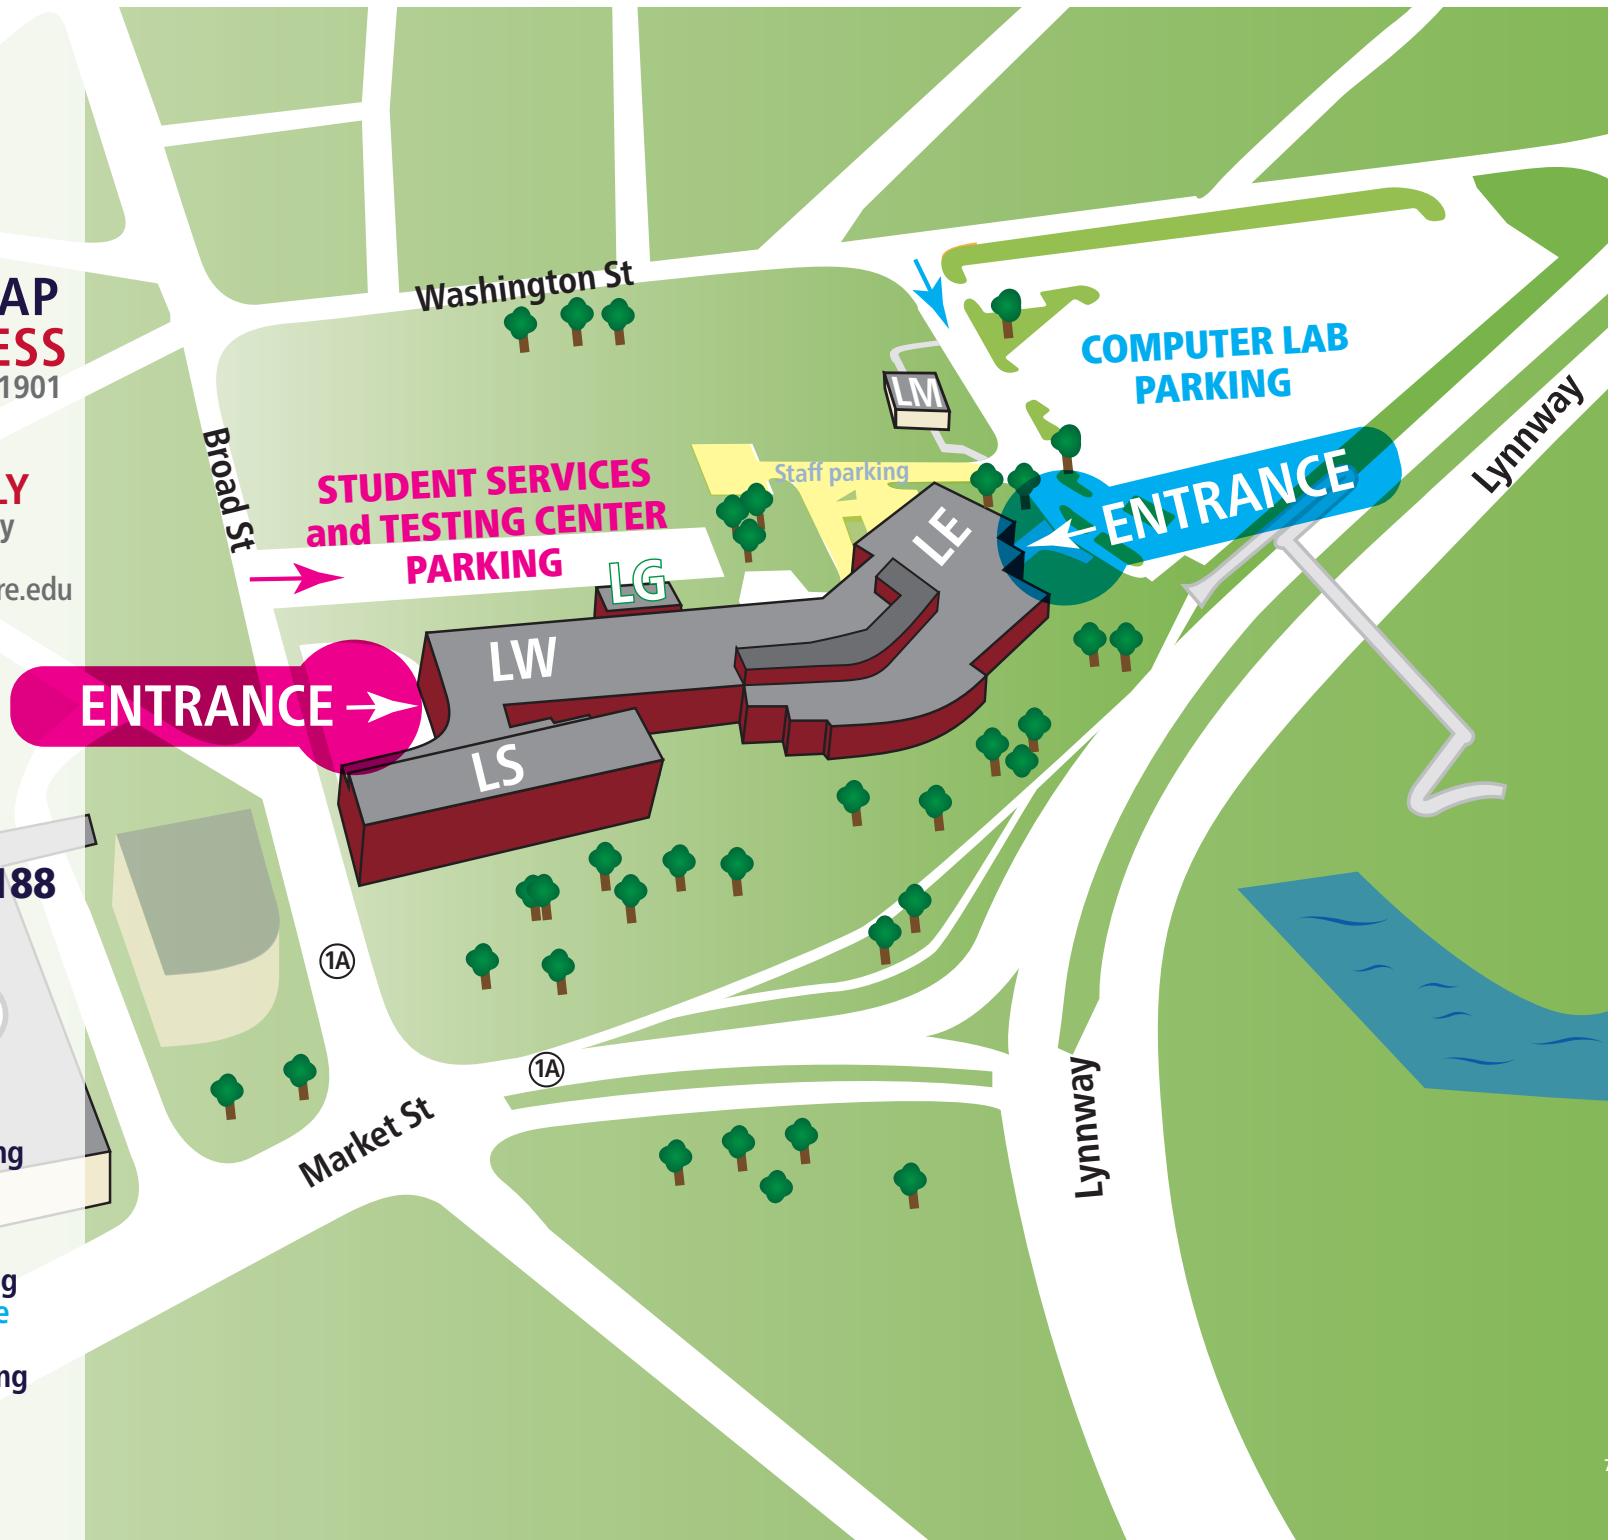 Washington St
AP
ESS
1901
LY
y
re.edu
188
ng
g
e
ng
Broad St
STUDENT SERVICES
and TESTING CENTER
PARKING
Staff parking
LM
COMPUTER LAB
PARKING
Lynnway
ENTRANCE
LE
LG
LW
ENTRANCE
LS
1A
1A
Market St
Lynnway